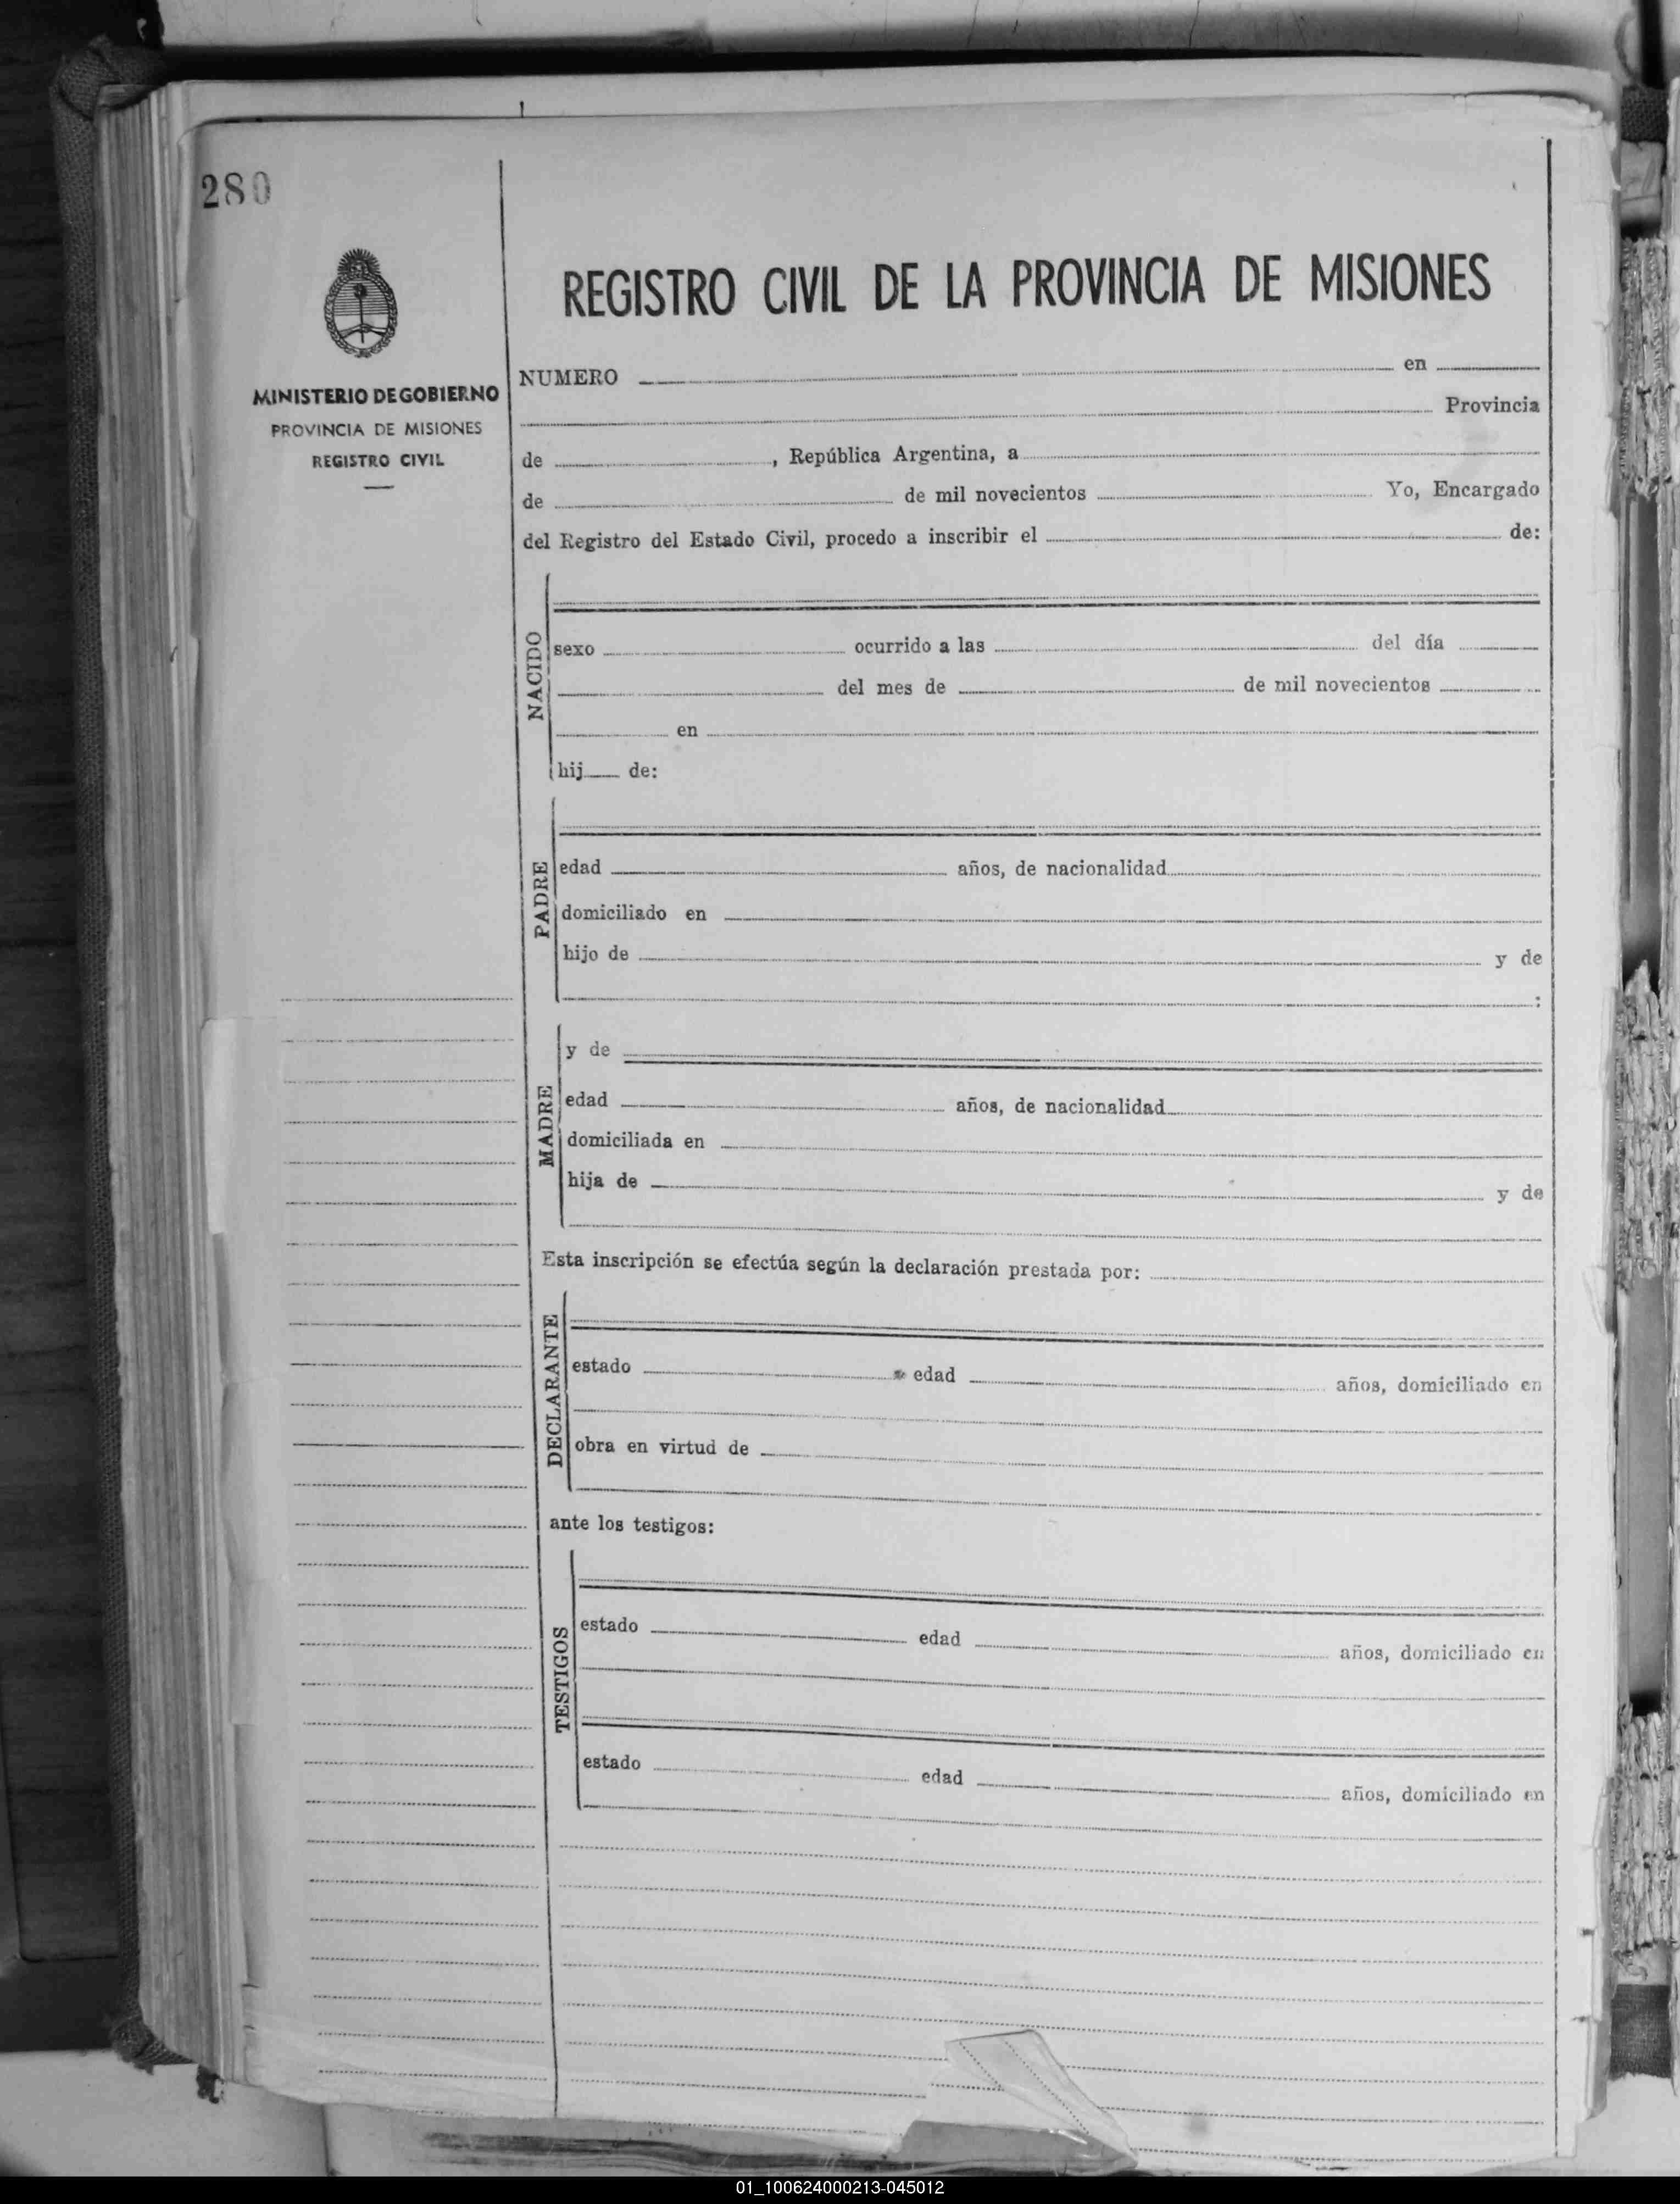 280
MINISTERIO DE GOBIERNO
PROVINCIA DE MISIONES
REGISTRO CIVIL
REGISTRO CIVIL DE LA PROVINCIA DE MISIONES
NUMERO en
Provincia
de , República Argentina, a
de de mil novecientos Yo, Encargado
del Registro del Estado Civil, procedo a inscribir el de:
NACIDO
sexo ocurrido a las del día
del mes de de mil novecientos
en
hij de:
PADRE
edad años, de nacionalidad
domiciliado en
hijo de y de
:
MADRE
y de
edad años, de nacionalidad
domiciliada en
hija de y de
Esta inscripción se efectúa según la declaración prestada por:
DECLARANTE
estado edad años, domiciliado en
obra en virtud de
ante los testigos:
TESTIGOS
estado edad años, domiciliado en
estado edad años, domiciliado en
01_100624000213-045012